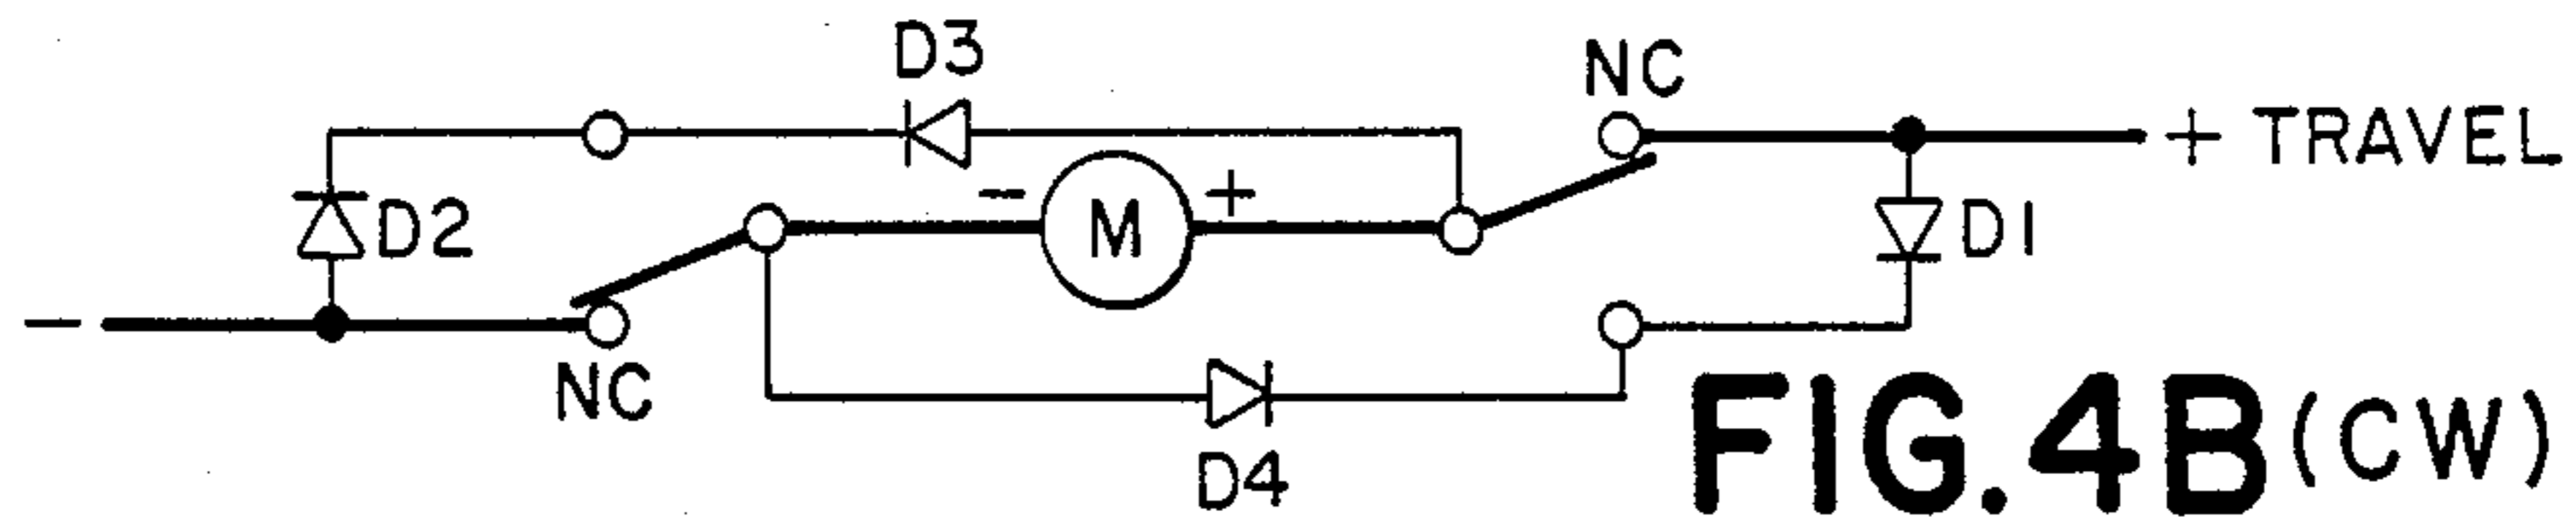 D3
NC
+ TRAVEL
- +
D2
M
D1
-
NC
D4
FIG.4B (CW)